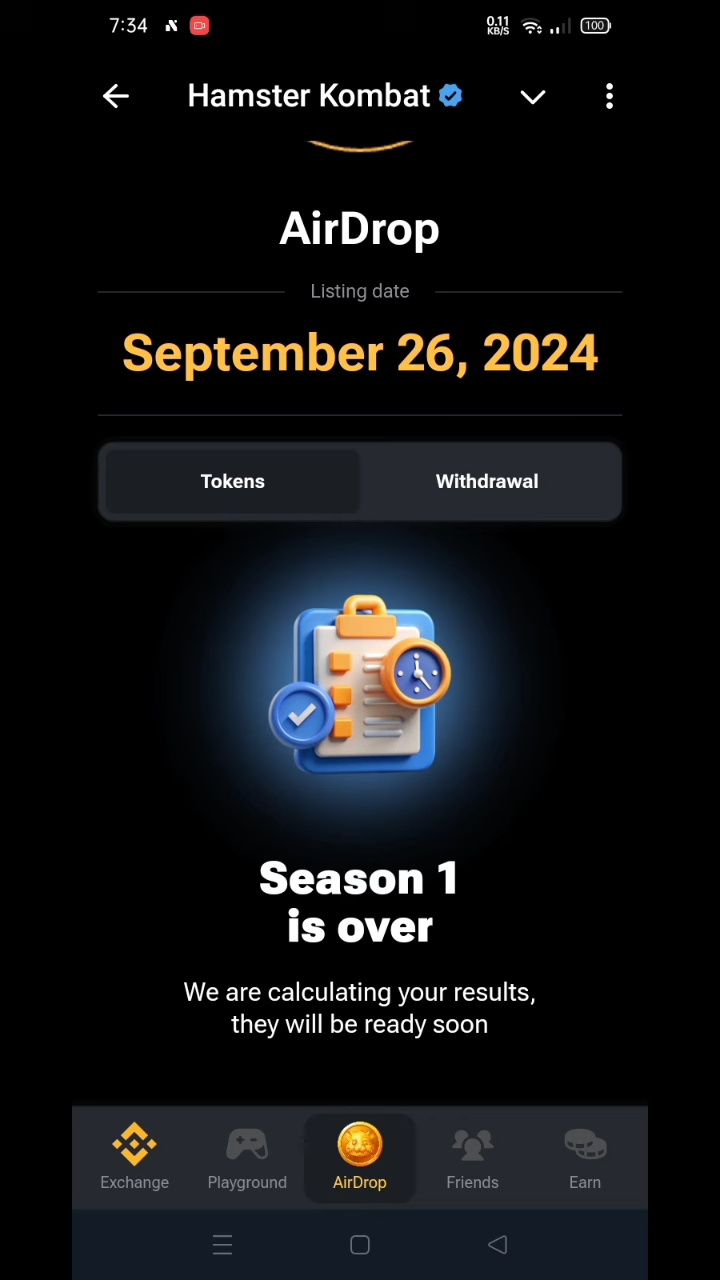 7:34
0.11
KB/S
100
Hamster Kombat
AirDrop
Listing date
September 26, 2024
Tokens
Withdrawal
Season 1
is over
We are calculating your results,
they will be ready soon
Exchange
Playground
AirDrop
Friends
Earn